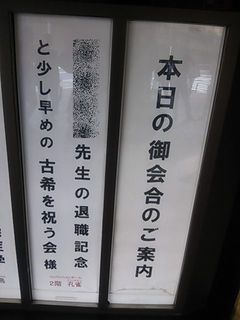 本日の御会合のご案内
先生の退職記念
と少し早めの 古希を祝う会 様
2階 孔雀